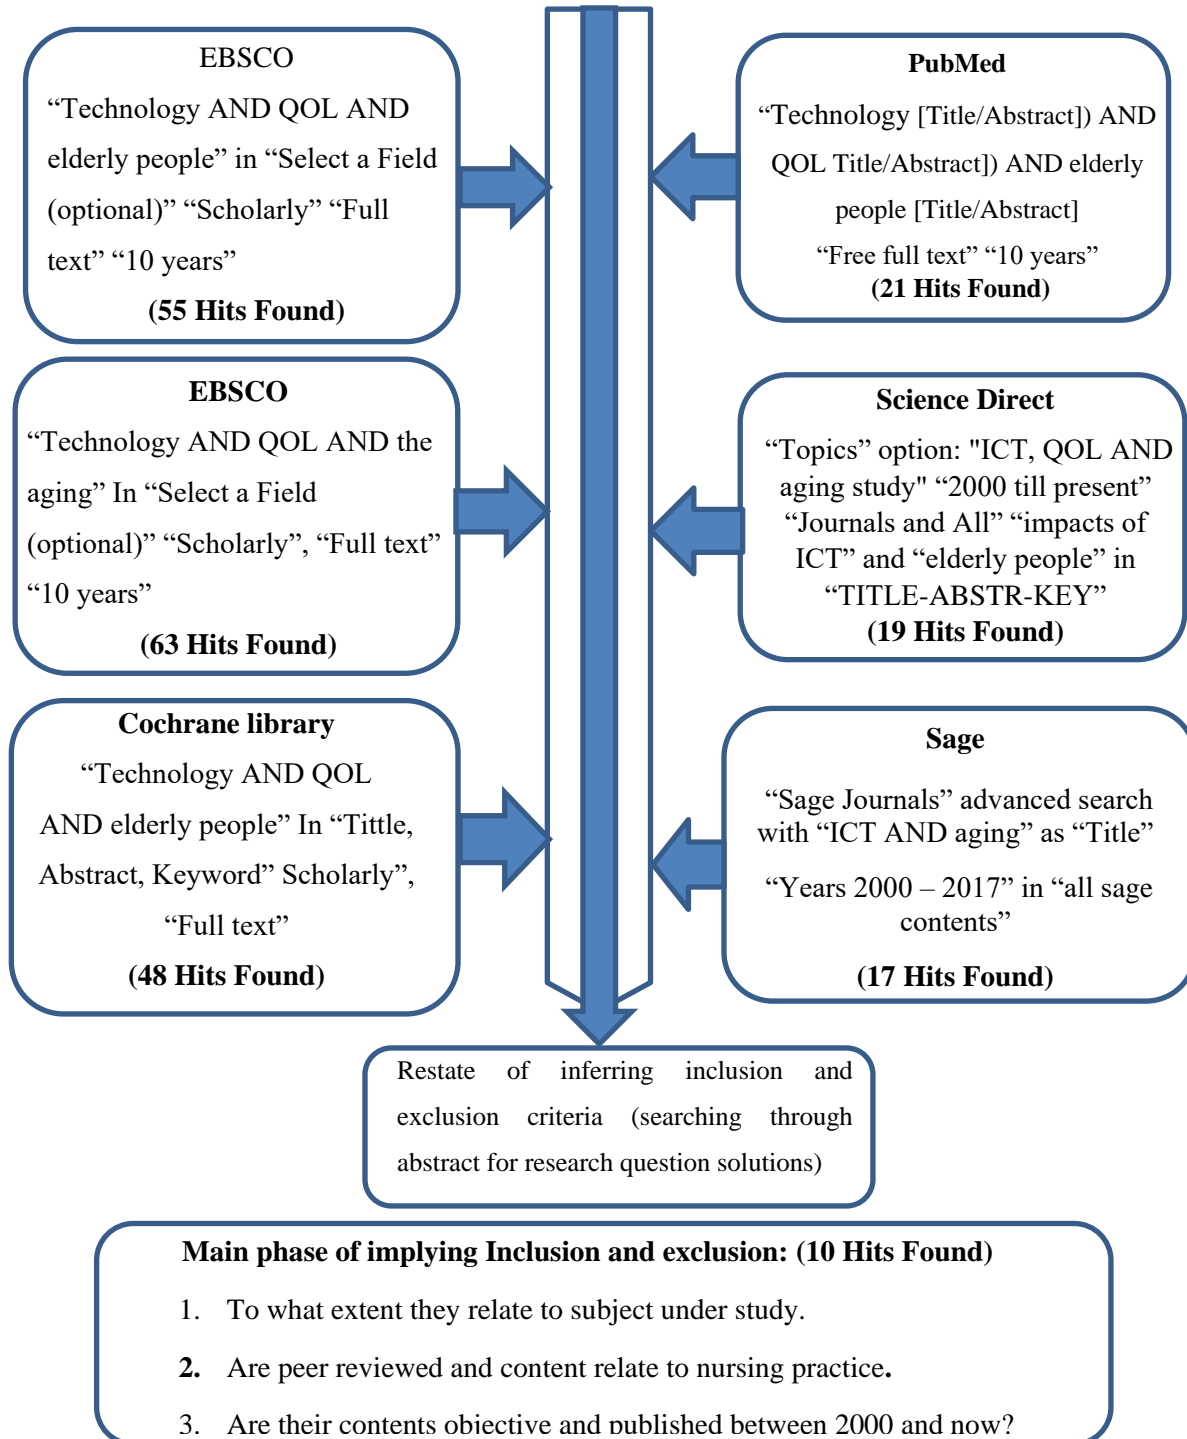 EBSCO
“Technology AND QOL AND
elderly people” in “Select a Field
(optional)” “Scholarly” “Full
text” “10 years”
(55 Hits Found)
PubMed
“Technology [Title/Abstract]) AND
QOL Title/Abstract]) AND elderly
people [Title/Abstract]
“Free full text” “10 years”
(21 Hits Found)
EBSCO
“Technology AND QOL AND the
aging” In “Select a Field
(optional)” “Scholarly”, “Full text”
“10 years”
(63 Hits Found)
Science Direct
“Topics” option: "ICT, QOL AND
aging study" “2000 till present”
“Journals and All” “impacts of
ICT” and “elderly people” in
“TITLE-ABSTR-KEY”
(19 Hits Found)
Cochrane library
“Technology AND QOL
AND elderly people” In “Tittle,
Abstract, Keyword” Scholarly”,
“Full text”
(48 Hits Found)
Sage
“Sage Journals” advanced search
with “ICT AND aging” as “Title”
“Years 2000 – 2017” in “all sage
contents”
(17 Hits Found)
Restate of inferring inclusion and
exclusion criteria (searching through
abstract for research question solutions)
Main phase of implying Inclusion and exclusion: (10 Hits Found)
1. To what extent they relate to subject under study.
2. Are peer reviewed and content relate to nursing practice.
3. Are their contents objective and published between 2000 and now?